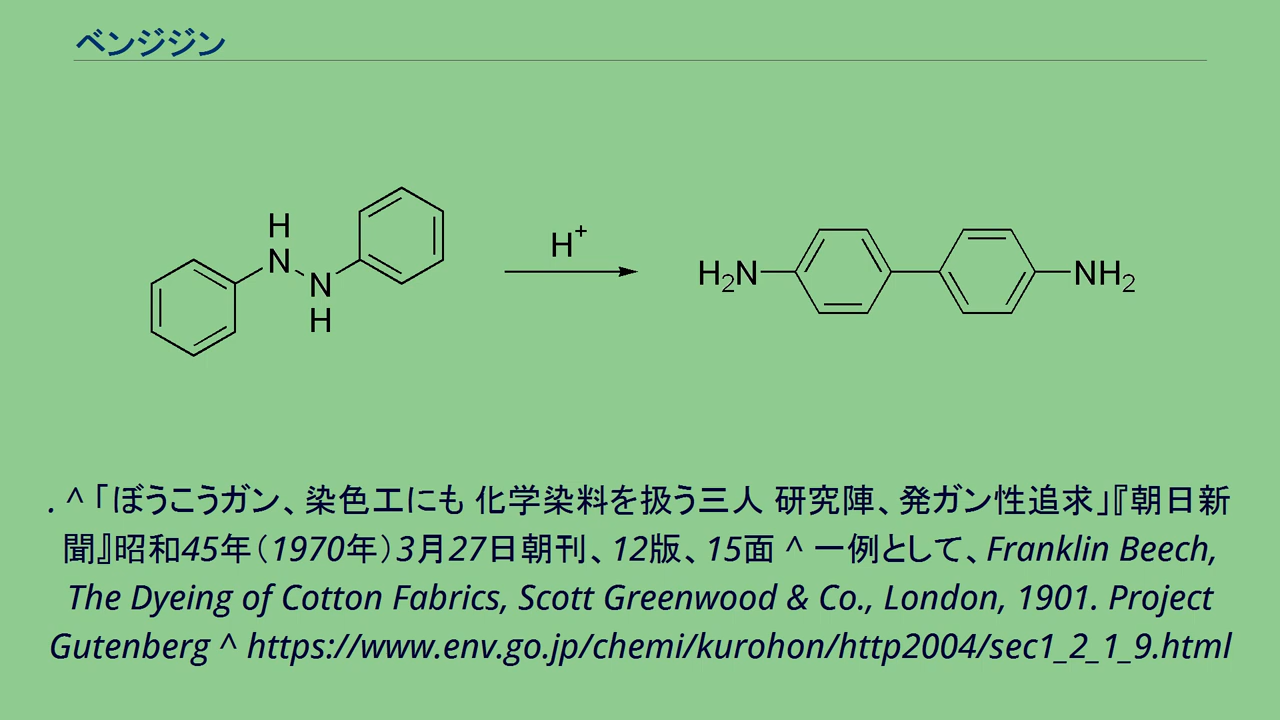 ベンジジン
H
N
N
H
H+
H2N
NH2
. ^ 「ぼうこうガン、染色工にも 化学染料を扱う三人 研究陣、発ガン性追求」『朝日新
聞』昭和45年（1970年）3月27日朝刊、12版、15面 ^ 一例として、Franklin Beech,
The Dyeing of Cotton Fabrics, Scott Greenwood & Co., London, 1901. Project
Gutenberg ^ https://www.env.go.jp/chemi/kurohon/http2004/sec1_2_1_9.html